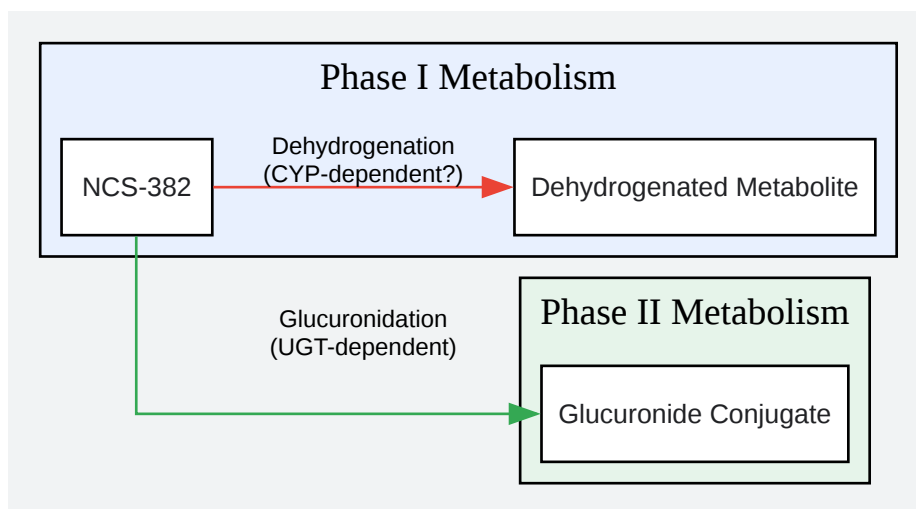 Phase I Metabolism
Dehydrogenation
(CYP-dependent?)
NCS-382
Dehydrogenated Metabolite
Phase II Metabolism
Glucuronidation
(UGT-dependent)
Glucuronide Conjugate